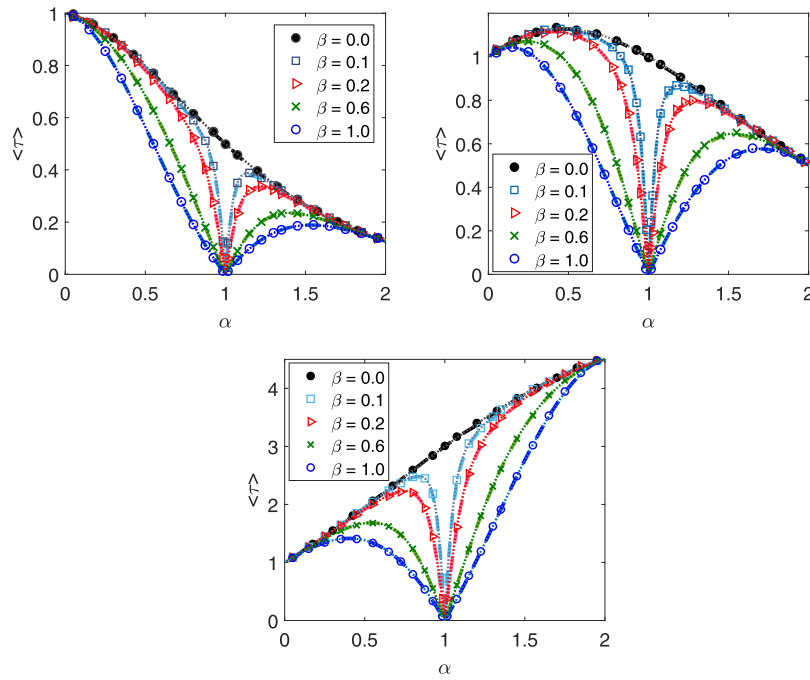 1
0.8
0.6
0.4
0.2
0
<τ>
β = 0.0
β = 0.1
β = 0.2
β = 0.6
β = 1.0
0 0.5 1 1.5 2
α
1.2
1
0.8
0.6
0.4
0.2
0
<τ>
β = 0.0
β = 0.1
β = 0.2
β = 0.6
β = 1.0
0 0.5 1 1.5 2
α
4
3
2
1
0
<τ>
β = 0.0
β = 0.1
β = 0.2
β = 0.6
β = 1.0
0 0.5 1 1.5 2
α